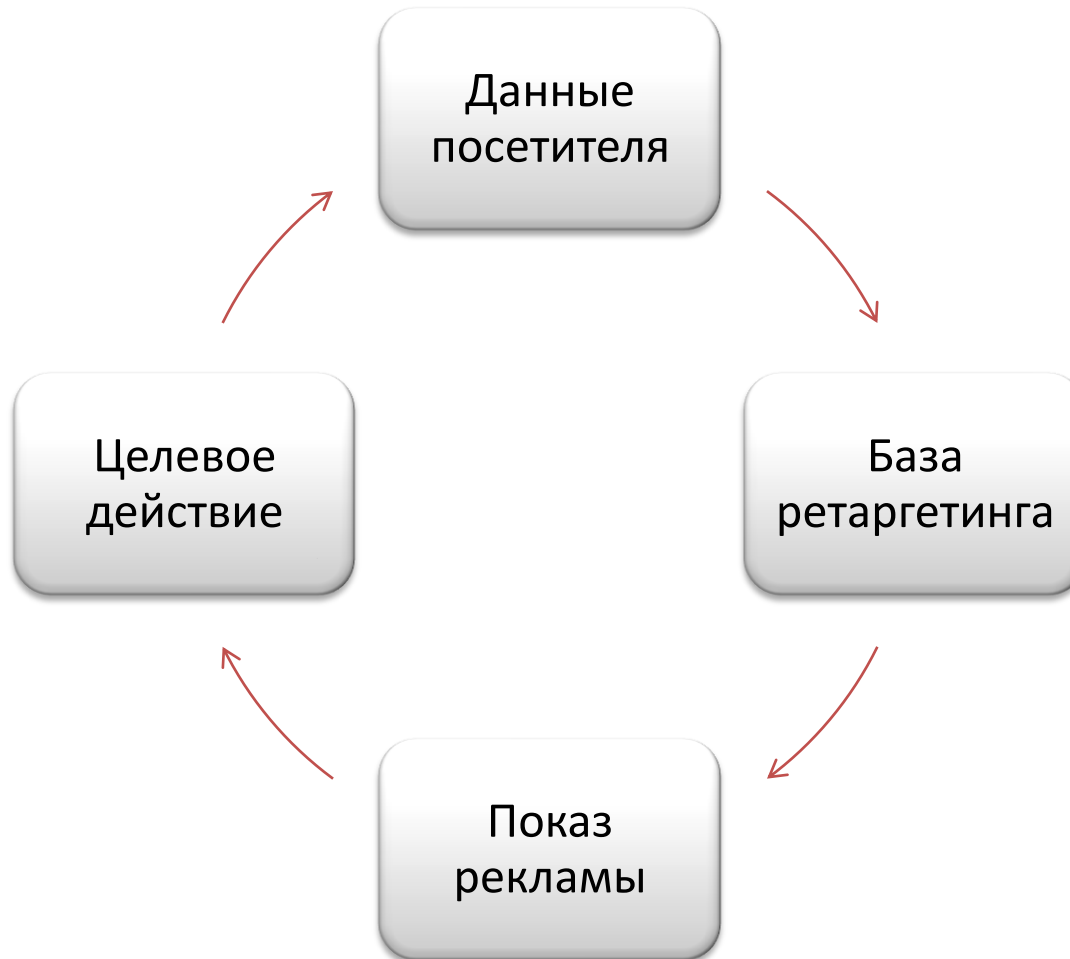 Данные
посетителя
Целевое
действие
База
ретаргетинга
Показ
рекламы